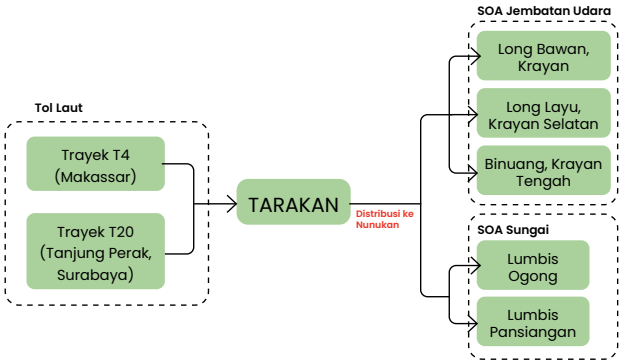 Tol Laut
Trayek T4
(Makassar)
Trayek T20
(Tanjung Perak,
Surabaya)
TARAKAN
Distribusi ke
Nunukan
SOA Jembatan Udara
Long Bawan,
Krayan
Long Layu,
Krayan Selatan
Binuang, Krayan
Tengah
SOA Sungai
Lumbis
Ogong
Lumbis
Pansiangan